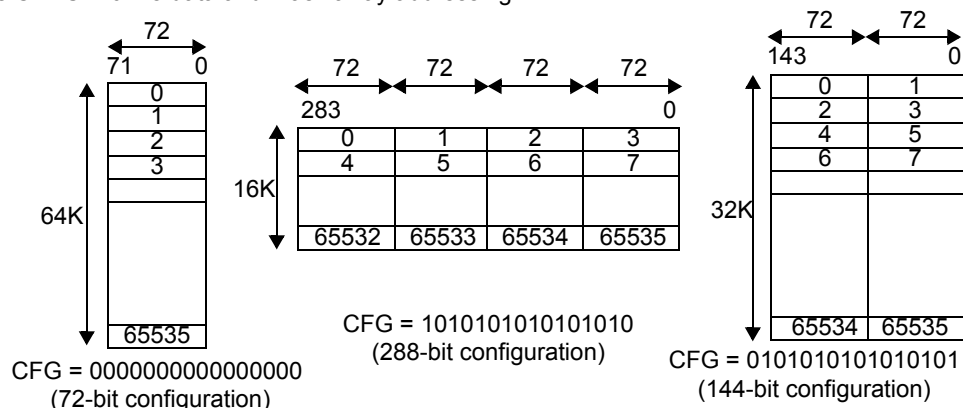 72
71 0
0
1
2
3
64K
65535
CFG = 0000000000000000
(72-bit configuration)
72 72 72 72
283 0
0 1 2 3
4 5 6 7
16K
65532 65533 65534 65535
CFG = 1010101010101010
(288-bit configuration)
72 72
143 0
0 1
2 3
4 5
6 7
32K
65534 65535
CFG = 0101010101010101
(144-bit configuration)